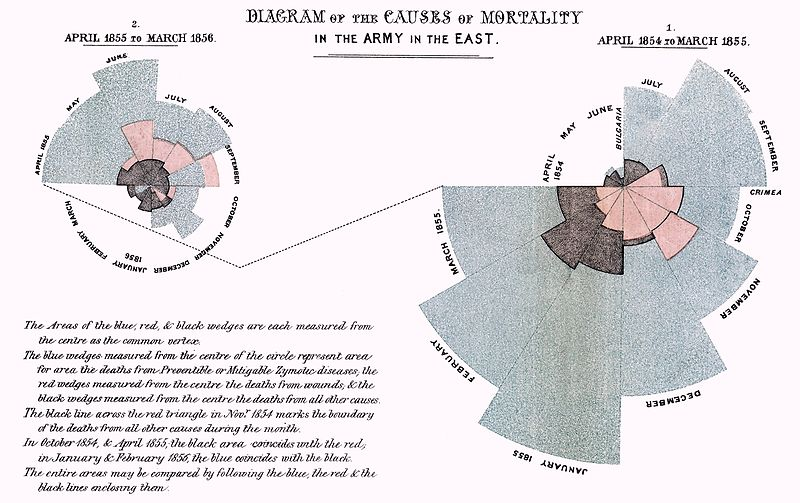 DIAGRAM OF THE CAUSES OF MORTALITY
IN THE ARMY IN THE EAST.
2.
APRIL 1855 TO MARCH 1856.
1.
APRIL 1854 TO MARCH 1855.
APRIL 1855
MAY
JUNE
JULY
AUGUST
SEPTEMBER
OCTOBER
NOVEMBER
DECEMBER
JANUARY
1856
FEBRUARY
MARCH
APRIL
1854
MAY
JUNE
BULGARIA
JULY
AUGUST
SEPTEMBER
CRIMEA
OCTOBER
NOVEMBER
DECEMBER
JANUARY 1855
FEBRUARY
MARCH 1855.
The Areas of the blue, red, & black wedges are each measured from
the centre as the common vertex.
The blue wedges measured from the centre of the circle represent area
for area the deaths from Preventible or Mitigable Zymotic diseases, the
red wedges measured from the centre the deaths from wounds, & the
black wedges measured from the centre the deaths from all other causes.
The black line across the red triangle in Novr. 1854 marks the boundary
of the deaths from all other causes during the month.
In October 1854, & April 1855, the black area coincides with the red,
in January & February 1856, the blue coincides with the black.
The entire areas may be compared by following the blue, the red & the
black lines enclosing them.